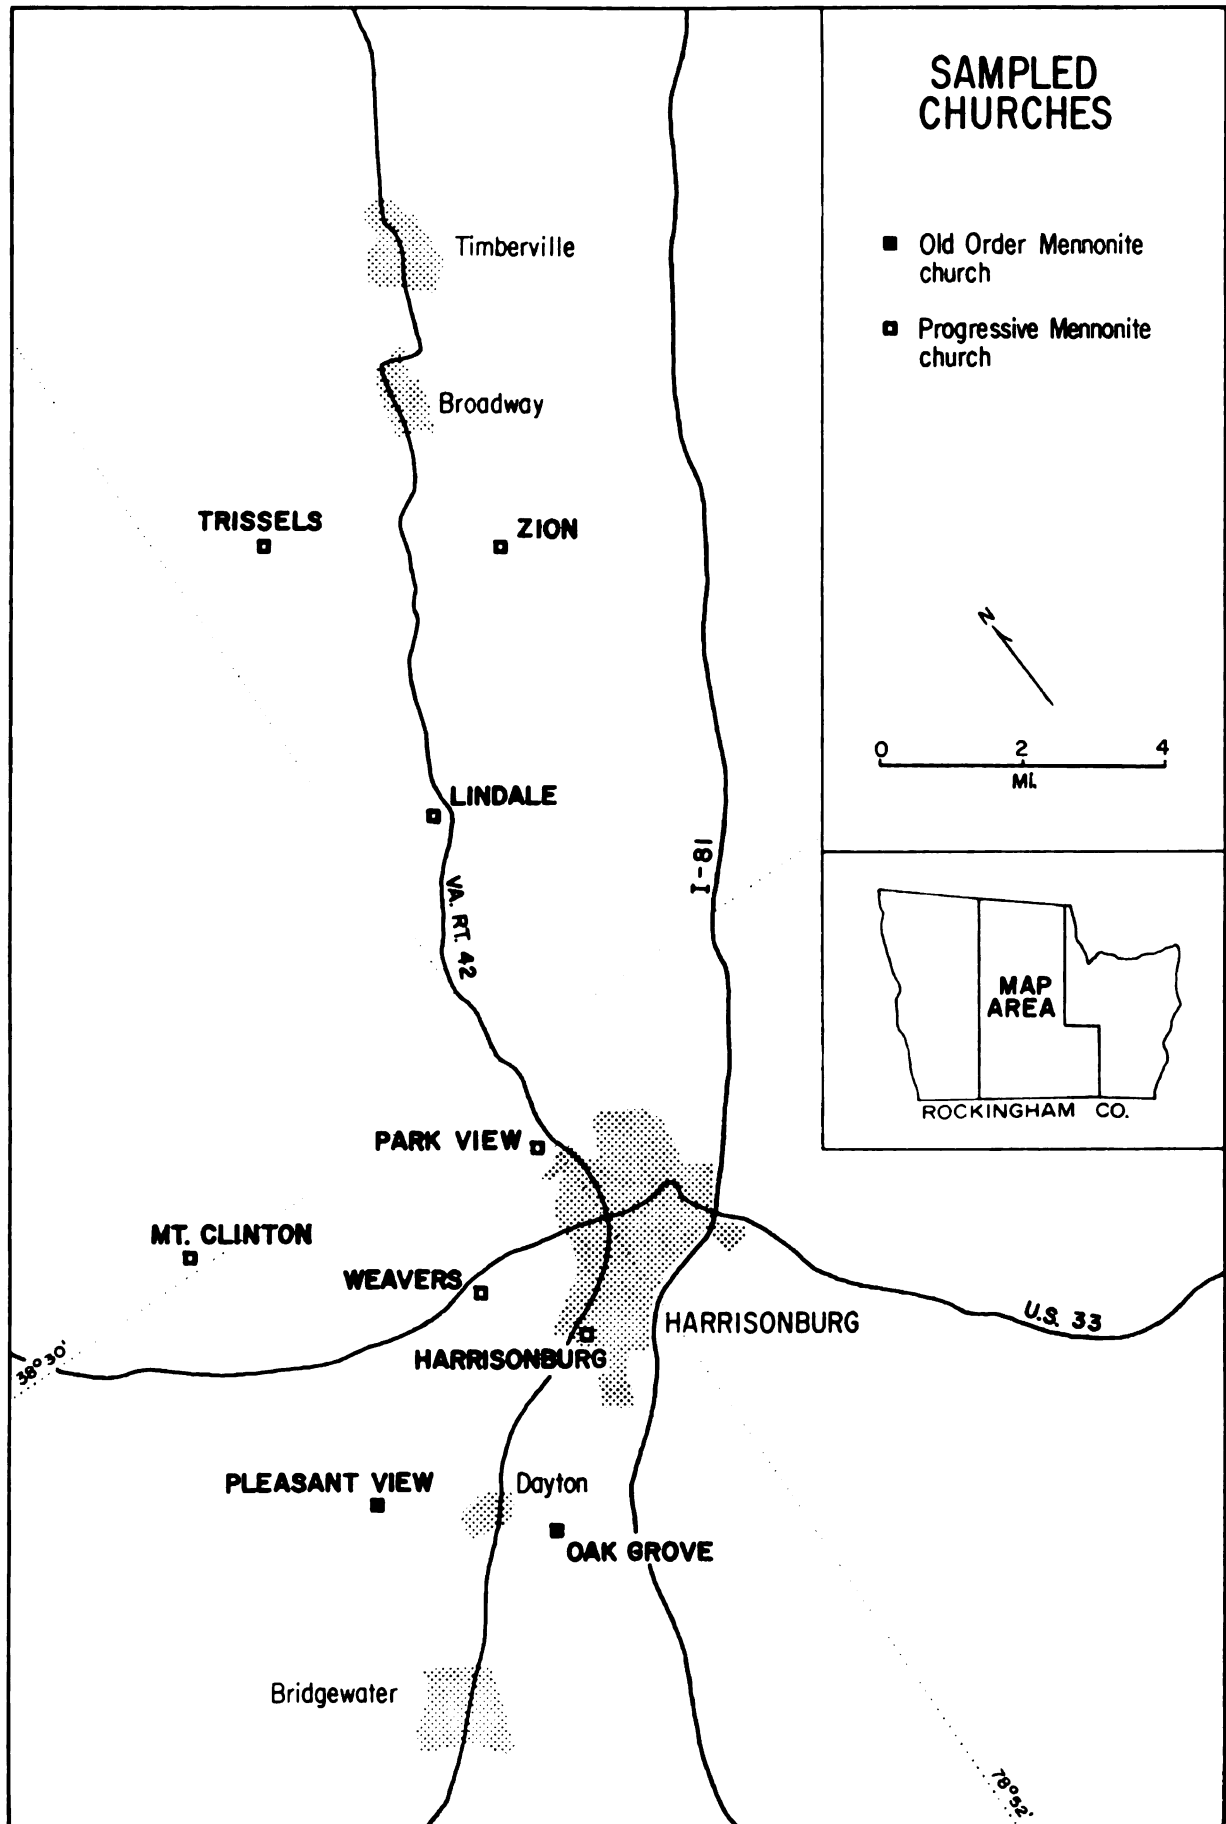 SAMPLED
CHURCHES
Old Order Mennonite
church
Progressive Mennonite
church
N
0 2 4
MI.
MAP
AREA
ROCKINGHAM CO.
Timberville
Broadway
TRISSELS
ZION
LINDALE
I-81
VA. RT. 42
PARK VIEW
MT. CLINTON
WEAVERS
HARRISONBURG
U.S. 33
HARRISONBURG
38°30'
PLEASANT VIEW
Dayton
OAK GROVE
Bridgewater
78°52'